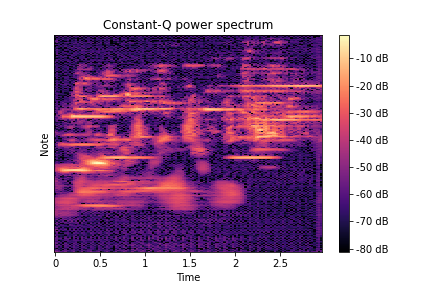 Constant-Q power spectrum
Note
-10 dB
-20 dB
-30 dB
-40 dB
-50 dB
-60 dB
-70 dB
-80 dB
0
0.5
1
1.5
2
2.5
Time